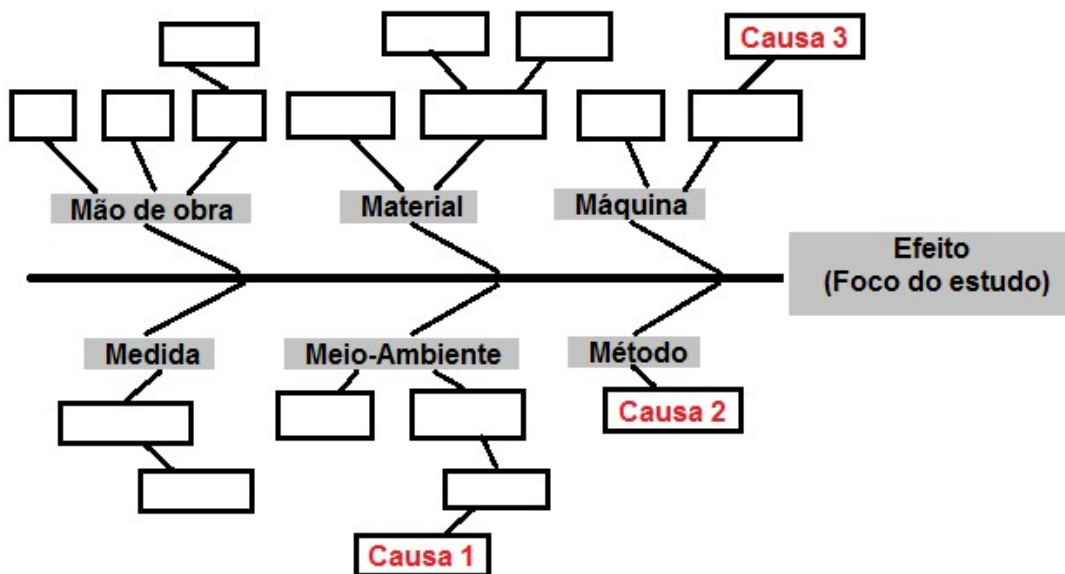 Causa 3
Mão de obra
Material
Máquina
Efeito
(Foco do estudo)
Medida
Meio-Ambiente
Método
Causa 2
Causa 1